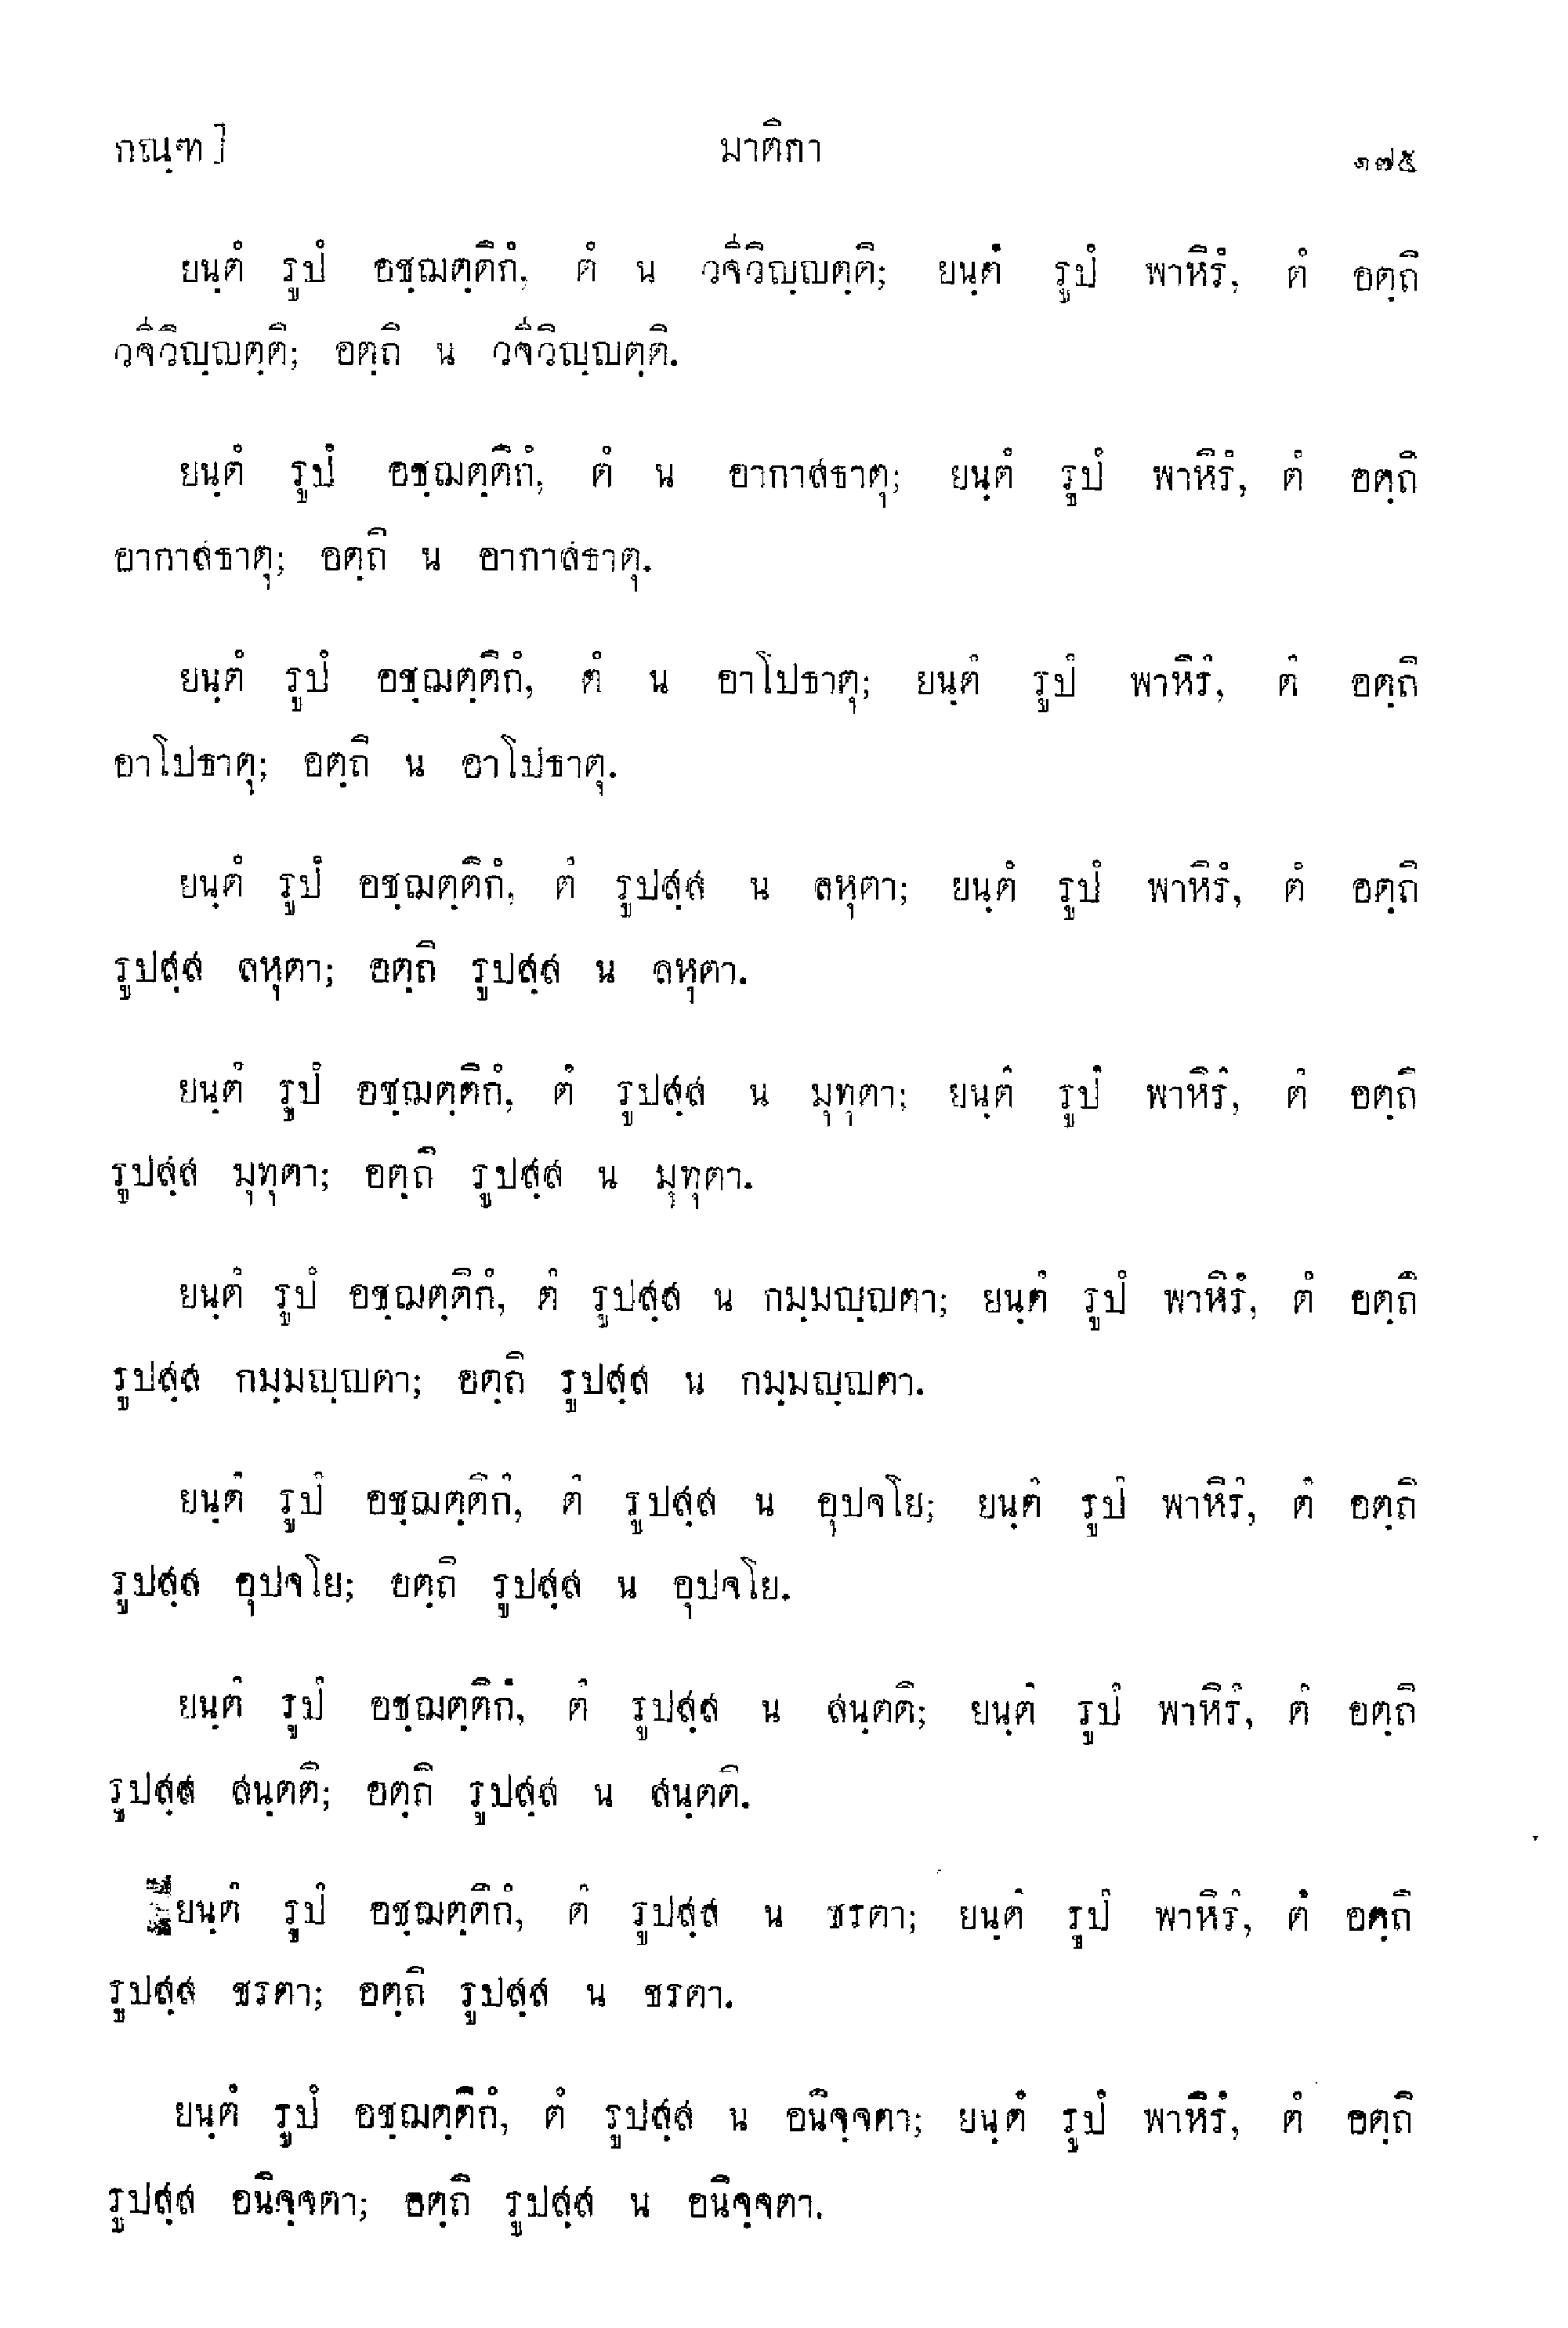 กณฺฑ] มาติกา ๑๗๕
ยนฺตํ รูปํ อชฺฌตฺติกํ, ตํ น วจีวิญฺญตฺติ; ยนฺตํ รูปํ พาหิรํ, ตํ อตฺถิ
วจีวิญฺญตฺติ; อตฺถิ น วจีวิญฺญตฺติ.
ยนฺตํ รูปํ อชฺฌตฺติกํ, ตํ น อากาสธาตุ; ยนฺตํ รูปํ พาหิรํ, ตํ อตฺถิ
อากาสธาตุ; อตฺถิ น อากาสธาตุ.
ยนฺตํ รูปํ อชฺฌตฺติกํ, ตํ น อาโปธาตุ; ยนฺตํ รูปํ พาหิรํ, ตํ อตฺถิ
อาโปธาตุ; อตฺถิ น อาโปธาตุ.
ยนฺตํ รูปํ อชฺฌตฺติกํ, ตํ รูปสฺส น ลหุตา; ยนฺตํ รูปํ พาหิรํ, ตํ อตฺถิ
รูปสฺส ลหุตา; อตฺถิ รูปสฺส น ลหุตา.
ยนฺตํ รูปํ อชฺฌตฺติกํ, ตํ รูปสฺส น มุทุตา; ยนฺตํ รูปํ พาหิรํ, ตํ อตฺถิ
รูปสฺส มุทุตา; อตฺถิ รูปสฺส น มุทุตา.
ยนฺตํ รูปํ อชฺฌตฺติกํ, ตํ รูปสฺส น กมฺมญฺญตา; ยนฺตํ รูปํ พาหิรํ, ตํ อตฺถิ
รูปสฺส กมฺมญฺญตา; อตฺถิ รูปสฺส น กมฺมญฺญตา.
ยนฺตํ รูปํ อชฺฌตฺติกํ, ตํ รูปสฺส น อุปจโย; ยนฺตํ รูปํ พาหิรํ, ตํ อตฺถิ
รูปสฺส อุปจโย; อตฺถิ รูปสฺส น อุปจโย.
ยนฺตํ รูปํ อชฺฌตฺติกํ, ตํ รูปสฺส น สนฺตติ; ยนฺตํ รูปํ พาหิรํ, ตํ อตฺถิ
รูปสฺส สนฺตติ; อตฺถิ รูปสฺส น สนฺตติ.
ยนฺตํ รูปํ อชฺฌตฺติกํ, ตํ รูปสฺส น ชรตา; ยนฺตํ รูปํ พาหิรํ, ตํ อตฺถิ
รูปสฺส ชรตา; อตฺถิ รูปสฺส น ชรตา.
ยนฺตํ รูปํ อชฺฌตฺติกํ, ตํ รูปสฺส น อนิจฺจตา; ยนฺตํ รูปํ พาหิรํ, ตํ อตฺถิ
รูปสฺส อนิจฺจตา; อตฺถิ รูปสฺส น อนิจฺจตา.